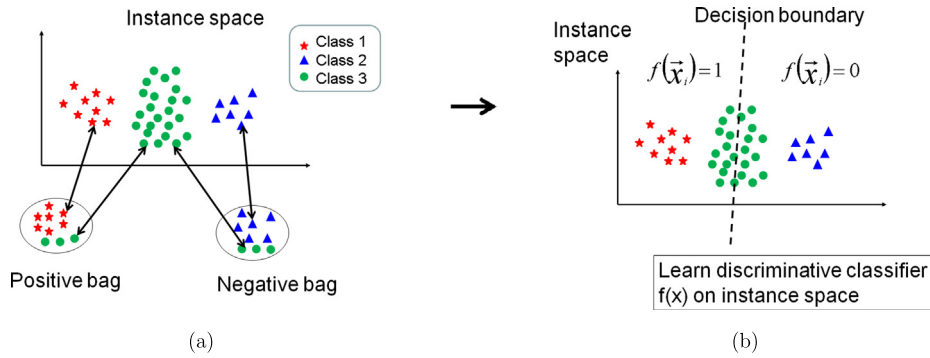 Instance space
Class 1
Class 2
Class 3
Positive bag
Negative bag
(a)
Decision boundary
Instance
space
f(x⃗ᵢ)=1
f(x⃗ᵢ)=0
Learn discriminative classifier
f(x) on instance space
(b)